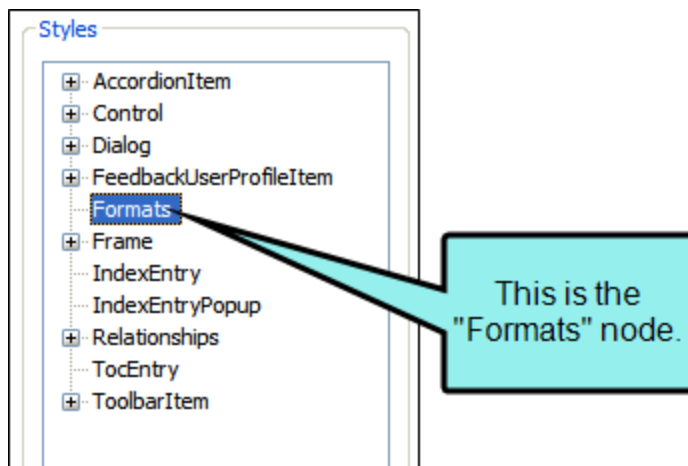 Styles
AccordionItem
Control
Dialog
FeedbackUserProfileItem
Formats
Frame
IndexEntry
IndexEntryPopup
Relationships
TocEntry
ToolbarItem
This is the
"Formats" node.